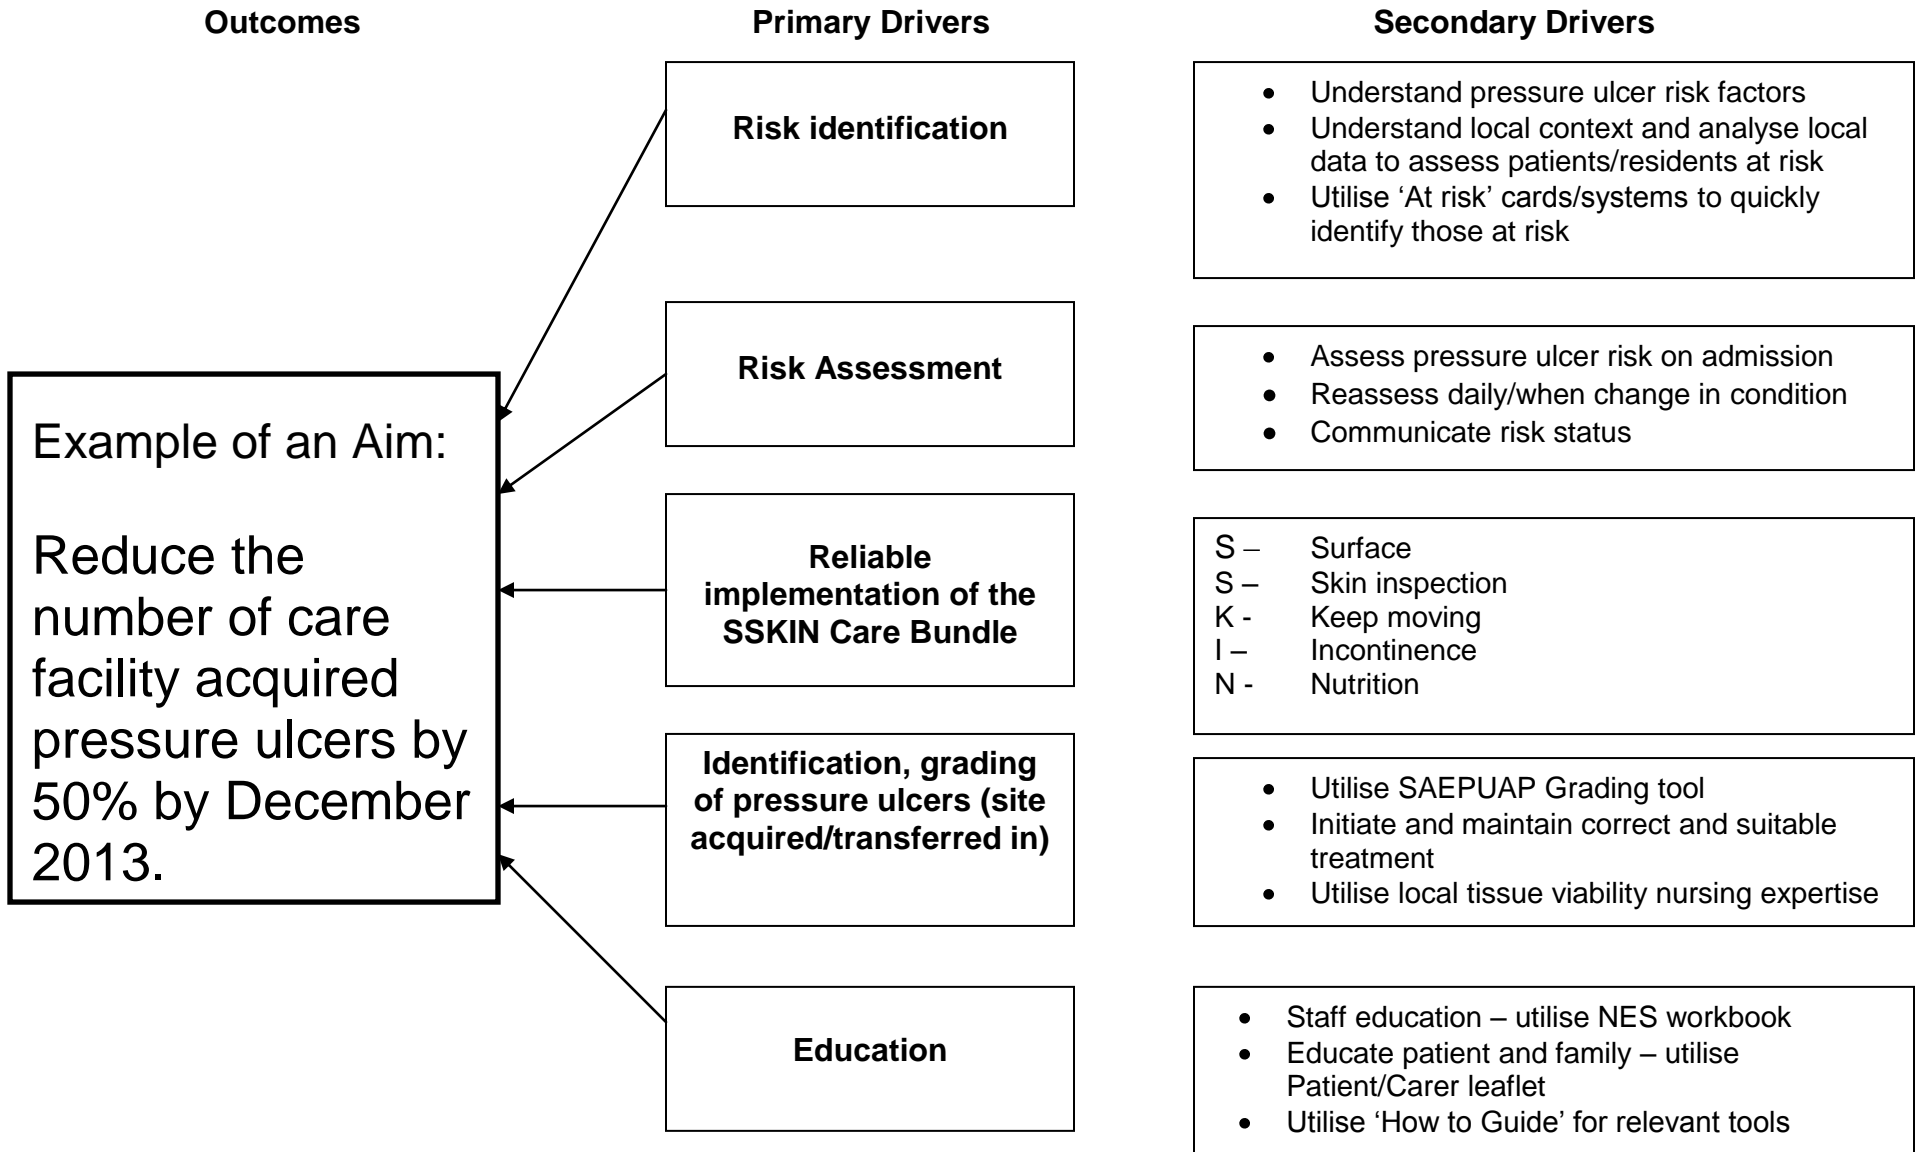 Outcomes
Primary Drivers
Secondary Drivers
Example of an Aim:
Reduce the
number of care
facility acquired
pressure ulcers by
50% by December
2013.
Risk identification
• Understand pressure ulcer risk factors
• Understand local context and analyse local
data to assess patients/residents at risk
• Utilise ‘At risk’ cards/systems to quickly
identify those at risk
Risk Assessment
• Assess pressure ulcer risk on admission
• Reassess daily/when change in condition
• Communicate risk status
Reliable
implementation of the
SSKIN Care Bundle
S – Surface
S – Skin inspection
K - Keep moving
I – Incontinence
N - Nutrition
Identification, grading
of pressure ulcers (site
acquired/transferred in)
• Utilise SAEPUAP Grading tool
• Initiate and maintain correct and suitable
treatment
• Utilise local tissue viability nursing expertise
Education
• Staff education – utilise NES workbook
• Educate patient and family – utilise
Patient/Carer leaflet
• Utilise ‘How to Guide’ for relevant tools